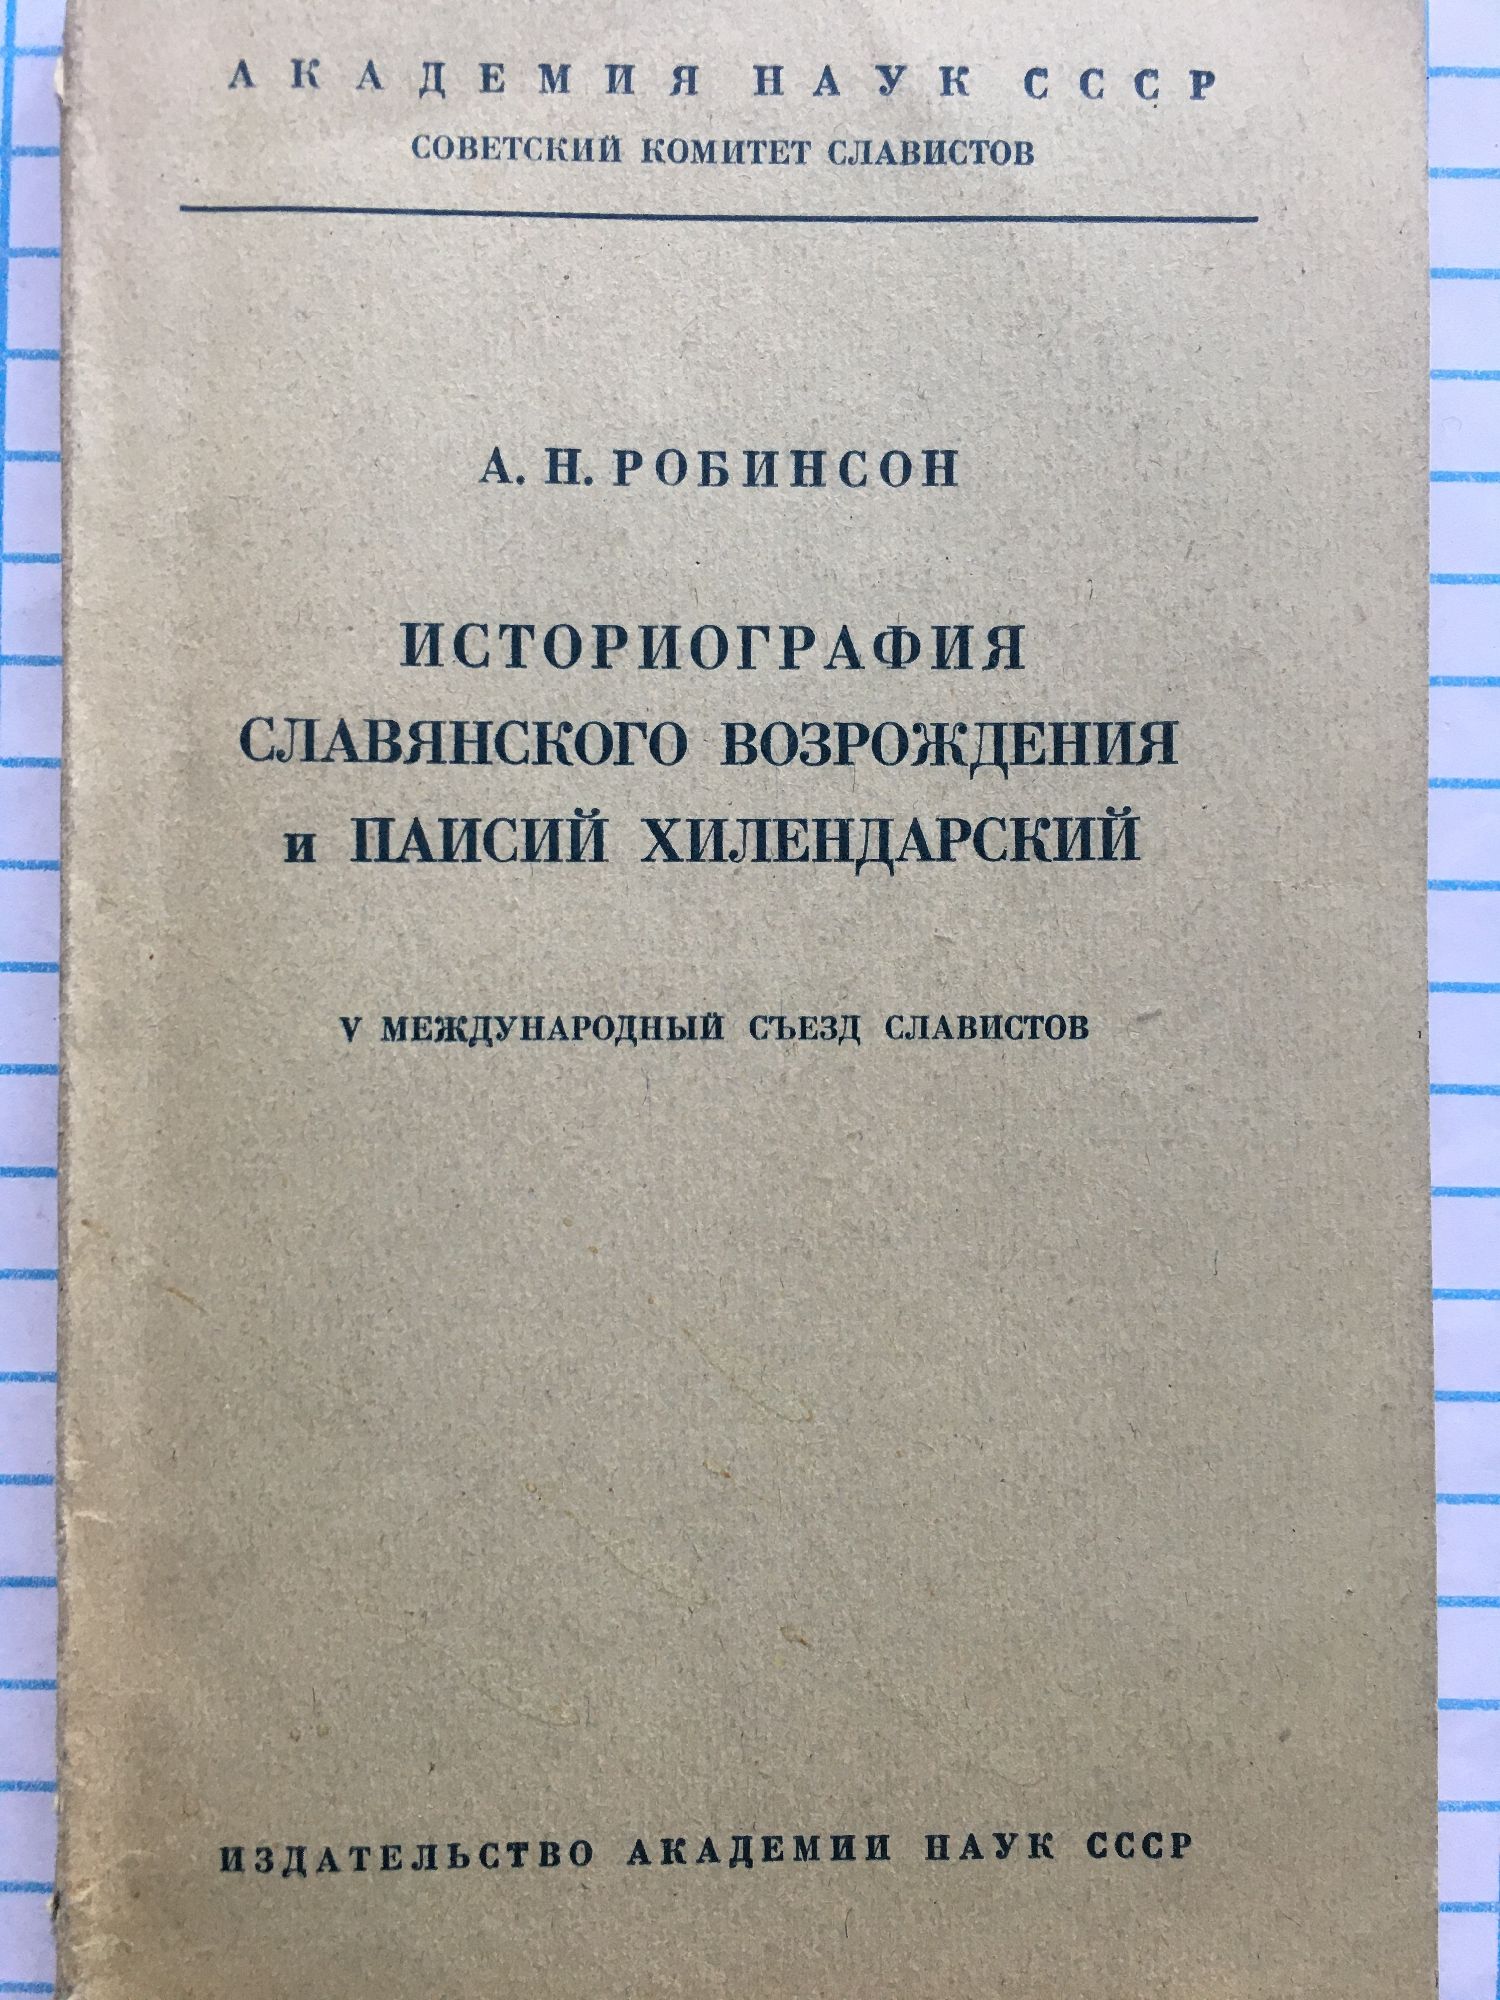 АКАДЕМИЯ НАУК СССР
СОВЕТСКИЙ КОМИТЕТ СЛАВИСТОВ
А. Н. РОБИНСОН
ИСТОРИОГРАФИЯ
СЛАВЯНСКОГО ВОЗРОЖДЕНИЯ
и ПАИСИЙ ХИЛЕНДАРСКИЙ
V МЕЖДУНАРОДНЫЙ СЪЕЗД СЛАВИСТОВ
ИЗДАТЕЛЬСТВО АКАДЕМИИ НАУК СССР